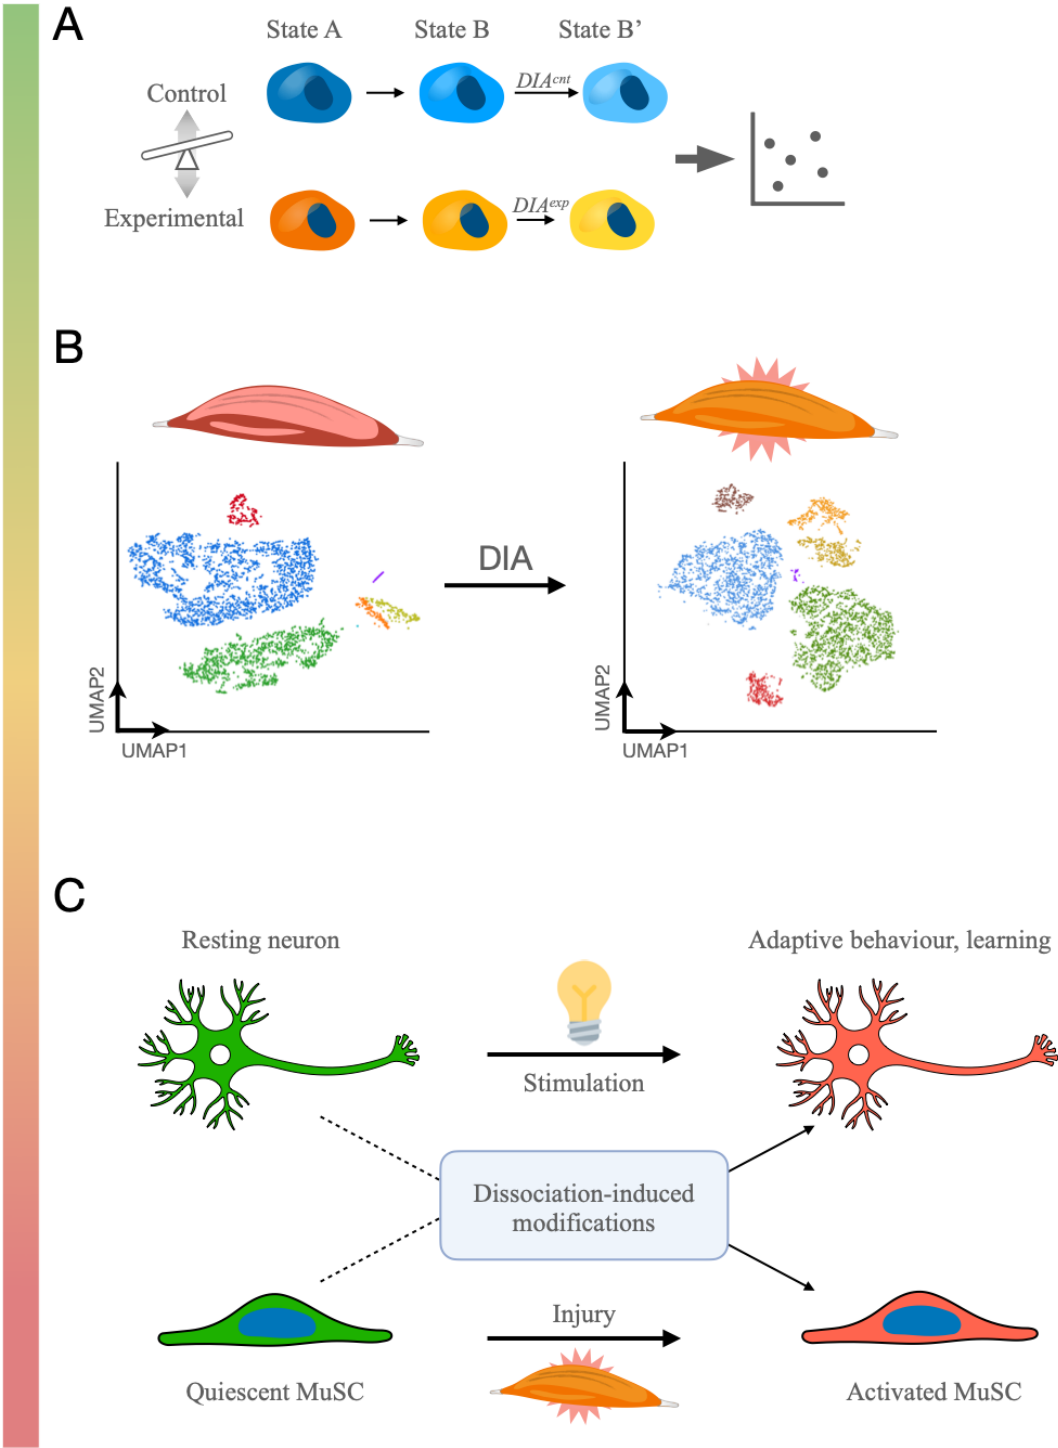 A
State A
State B
State B’
Control
DIAcnt
Experimental
DIAexp
B
DIA
UMAP2
UMAP1
UMAP2
UMAP1
C
Resting neuron
Adaptive behaviour, learning
Stimulation
Dissociation-induced
modifications
Injury
Quiescent MuSC
Activated MuSC